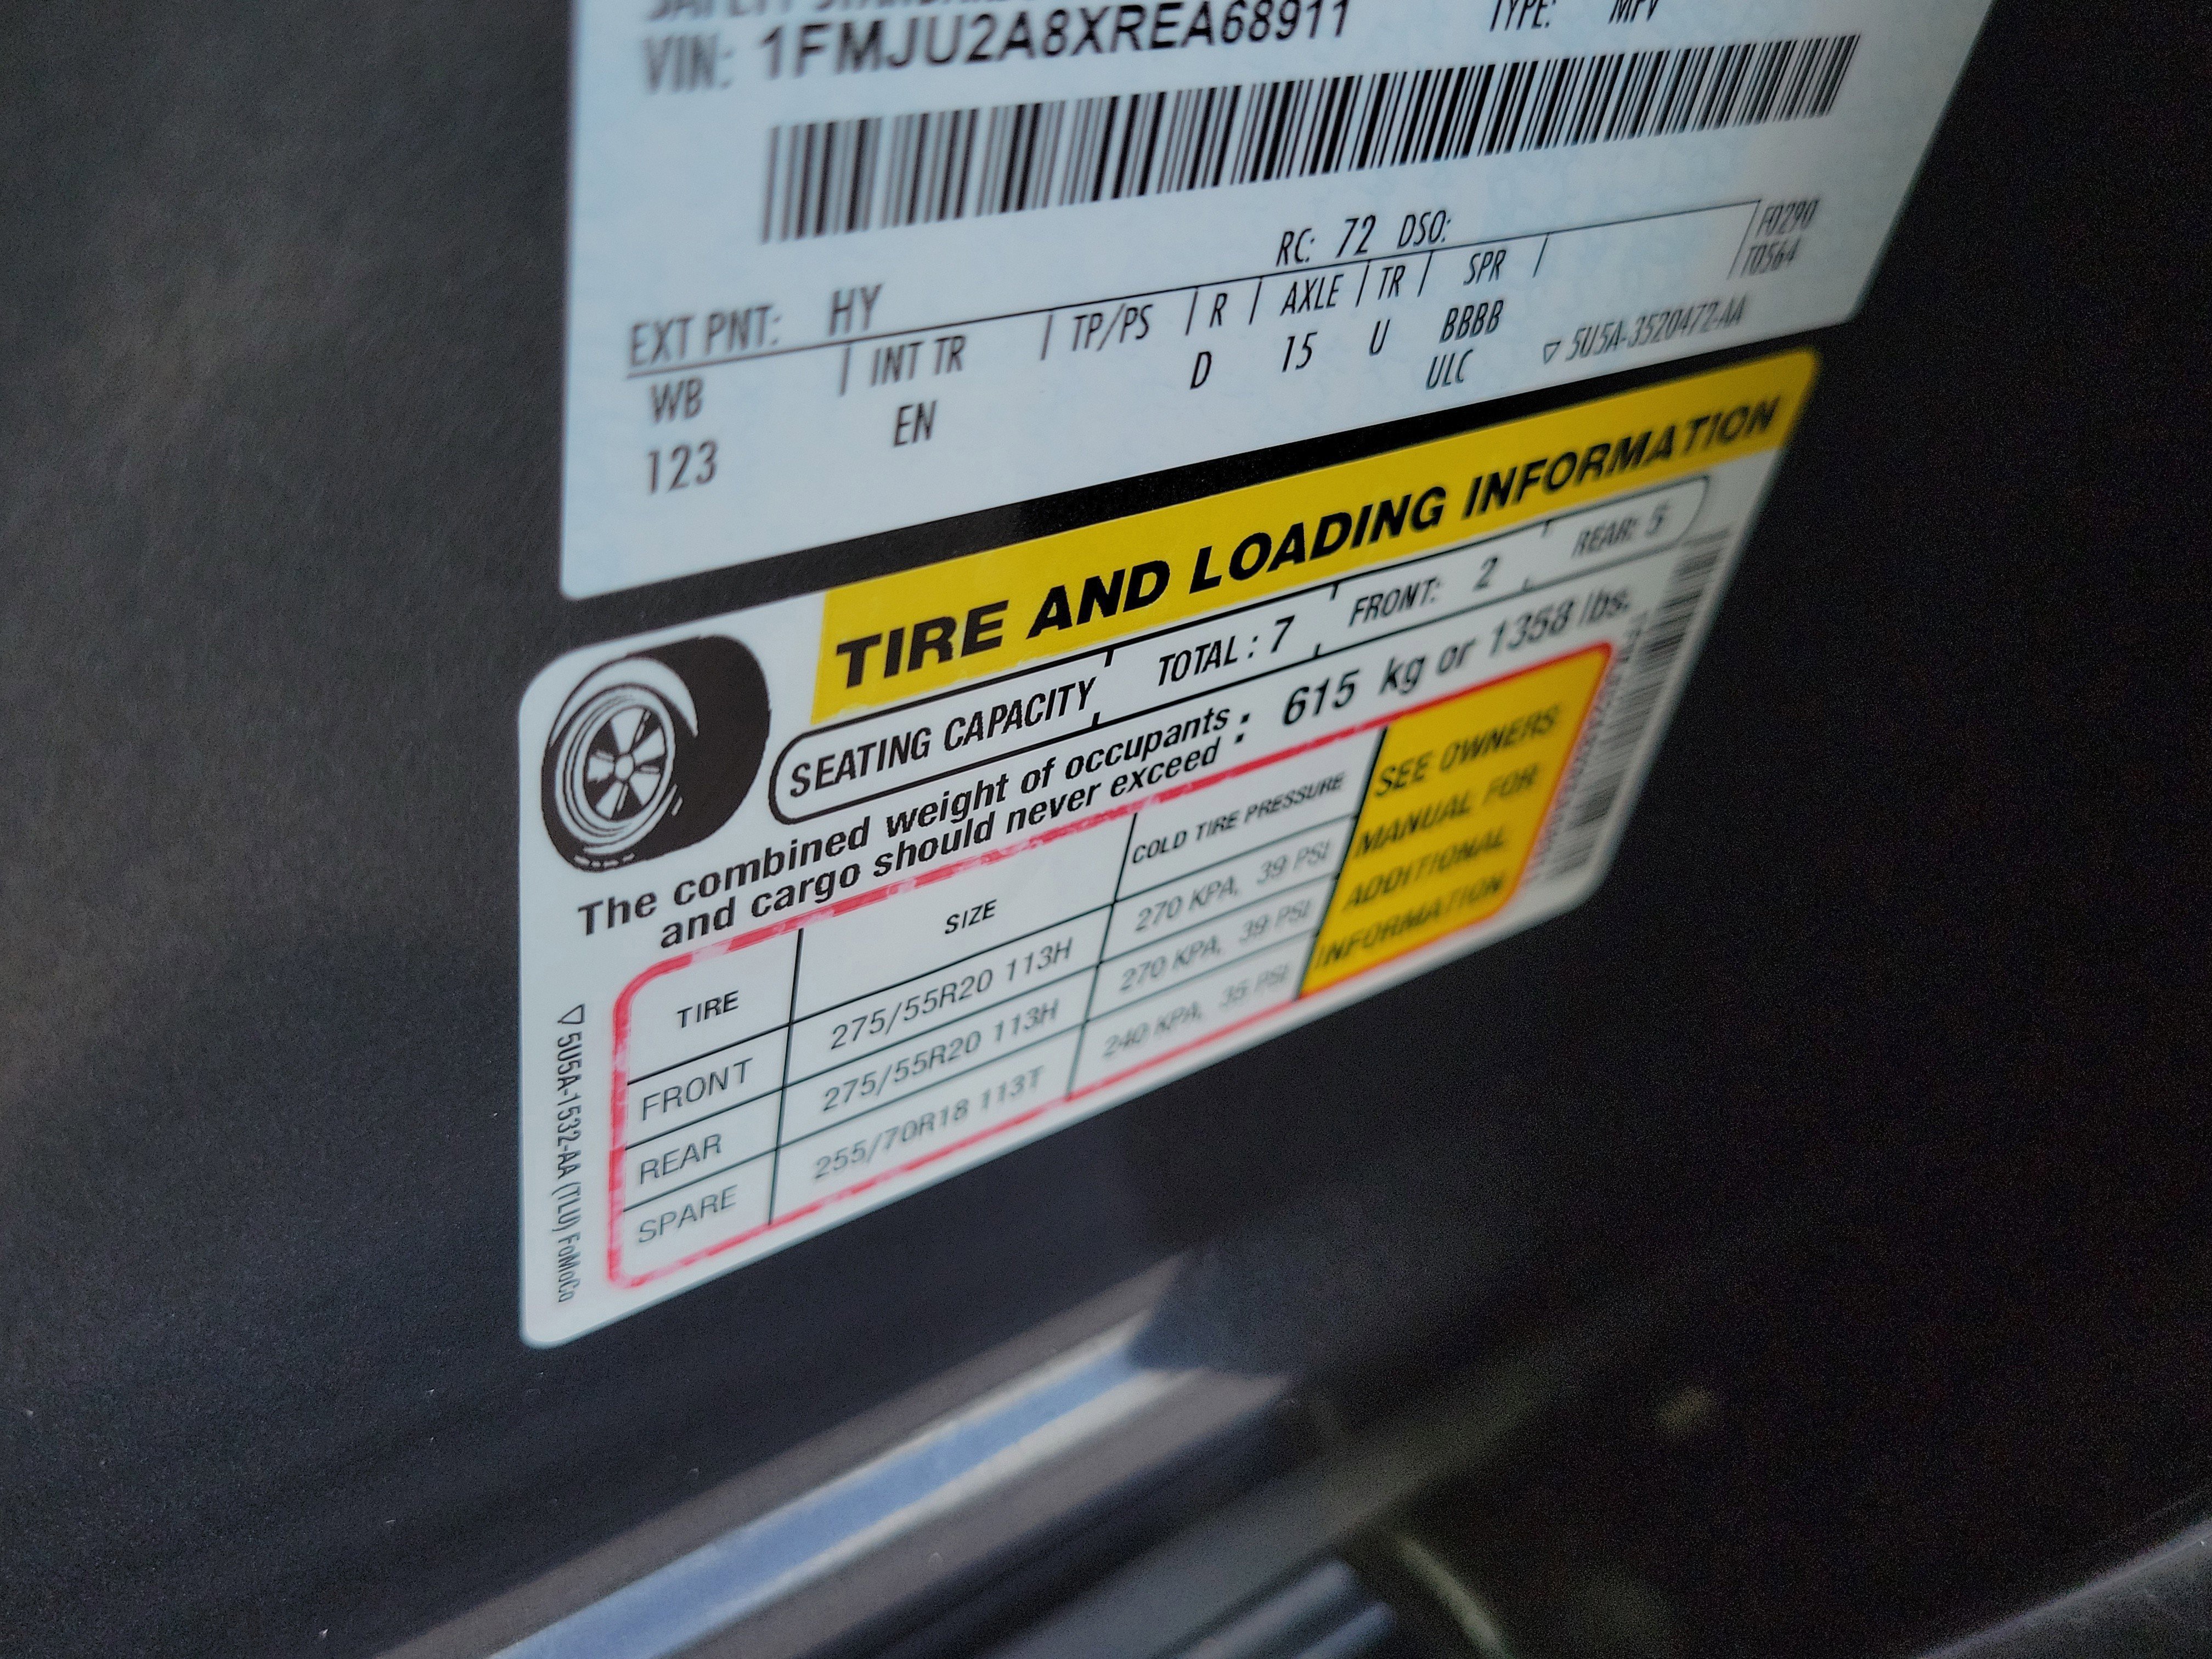 SAFETY STANDARD
VIN: 1FMJU2A8XREA68911 TYPE: MPV
EXT PNT: HY RC: 72 DSO:
WB | INT TR | TP/PS | R | AXLE | TR | SPR | F0290
T0564
123 EN D 15 U BBBB
ULC ▽ 5U5A-3520472-AA
TIRE AND LOADING INFORMATION
SEATING CAPACITY TOTAL : 7 FRONT: 2 REAR: 5
The combined weight of occupants : 615 kg or 1358 lbs.
and cargo should never exceed :
TIRE SIZE COLD TIRE PRESSURE
FRONT 275/55R20 113H 270 KPA, 39 PSI
REAR 275/55R20 113H 270 KPA, 39 PSI
SPARE 255/70R18 113T 240 KPA, 35 PSI
SEE OWNERS
MANUAL FOR
ADDITIONAL
INFORMATION
▽ 5U5A-1532-AA (TLU) FoMoCo